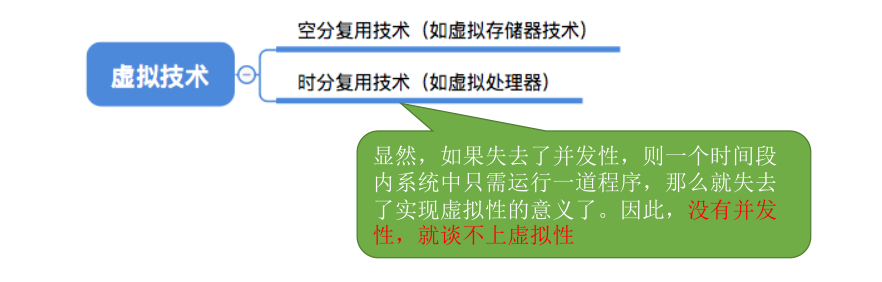 空分复用技术（如虚拟存储器技术）
虚拟技术
时分复用技术（如虚拟处理器）
显然，如果失去了并发性，则一个时间段
内系统中只需运行一道程序，那么就失去
了实现虚拟性的意义了。因此，没有并发
性，就谈不上虚拟性